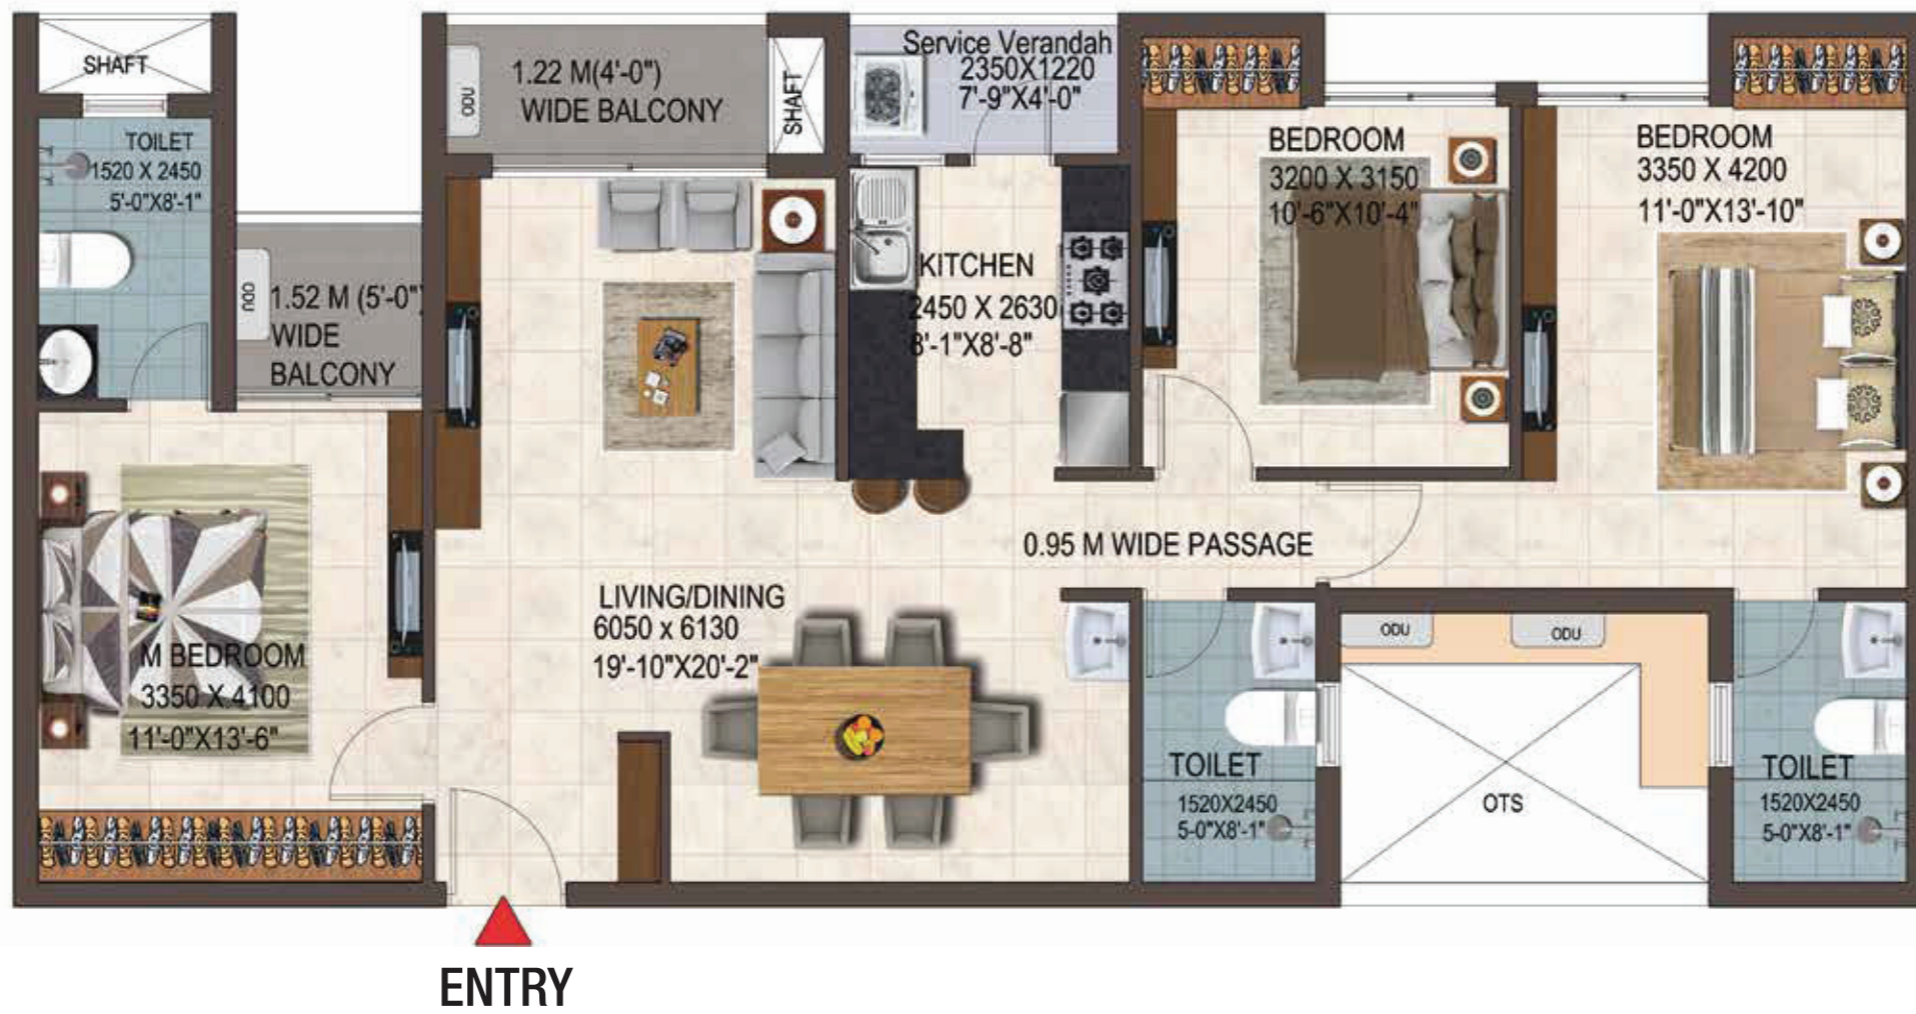 SHAFT
TOILET
1520 X 2450
5'-0"X8'-1"
ODU
1.52 M (5'-0")
WIDE
BALCONY
M BEDROOM
3350 X 4100
11'-0"X13'-6"
ODU
1.22 M(4'-0")
WIDE BALCONY
SHAFT
Service Verandah
2350X1220
7'-9"X4'-0"
KITCHEN
2450 X 2630
8'-1"X8'-8"
BEDROOM
3200 X 3150
10'-6"X10'-4"
BEDROOM
3350 X 4200
11'-0"X13'-10"
0.95 M WIDE PASSAGE
LIVING/DINING
6050 x 6130
19'-10"X20'-2"
TOILET
1520X2450
5-0"X8'-1"
ODU
ODU
OTS
TOILET
1520X2450
5-0"X8'-1"
ENTRY